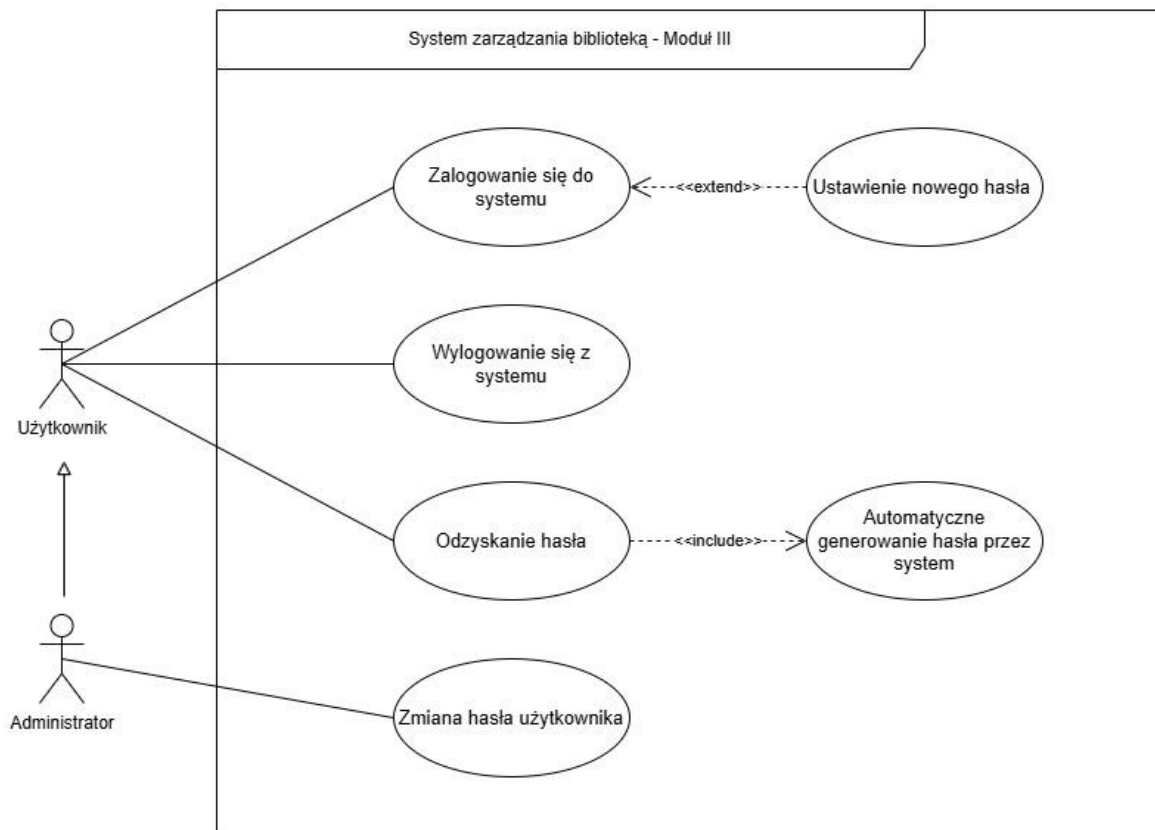 System zarządzania biblioteką - Moduł III
Zalogowanie się do
systemu
<<extend>>
Ustawienie nowego hasła
Wylogowanie się z
systemu
Użytkownik
Odzyskanie hasła
<<include>>
Automatyczne
generowanie hasła przez
system
Administrator
Zmiana hasła użytkownika